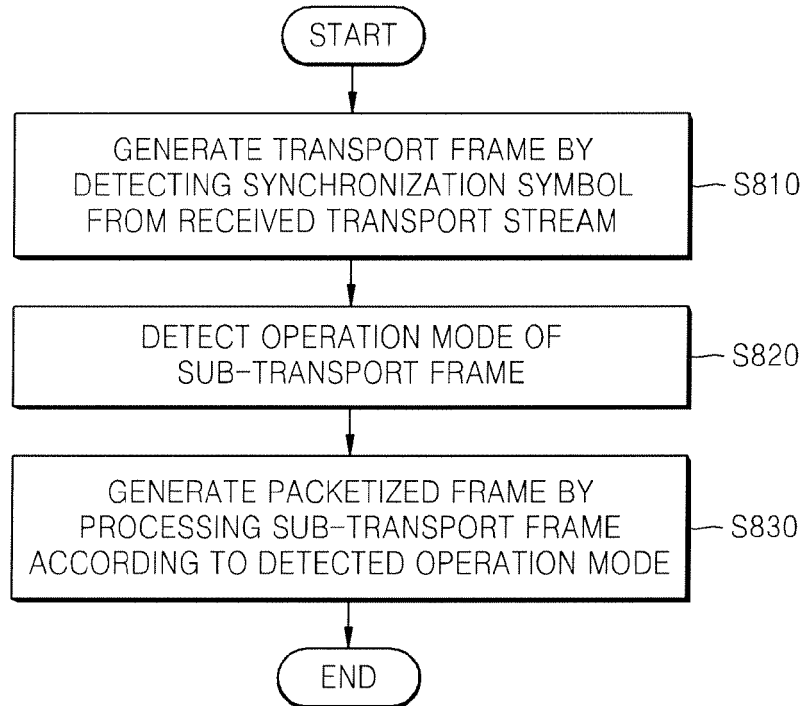 START
GENERATE TRANSPORT FRAME BY
DETECTING SYNCHRONIZATION SYMBOL
FROM RECEIVED TRANSPORT STREAM
S810
DETECT OPERATION MODE OF
SUB-TRANSPORT FRAME
S820
GENERATE PACKETIZED FRAME BY
PROCESSING SUB-TRANSPORT FRAME
ACCORDING TO DETECTED OPERATION MODE
S830
END